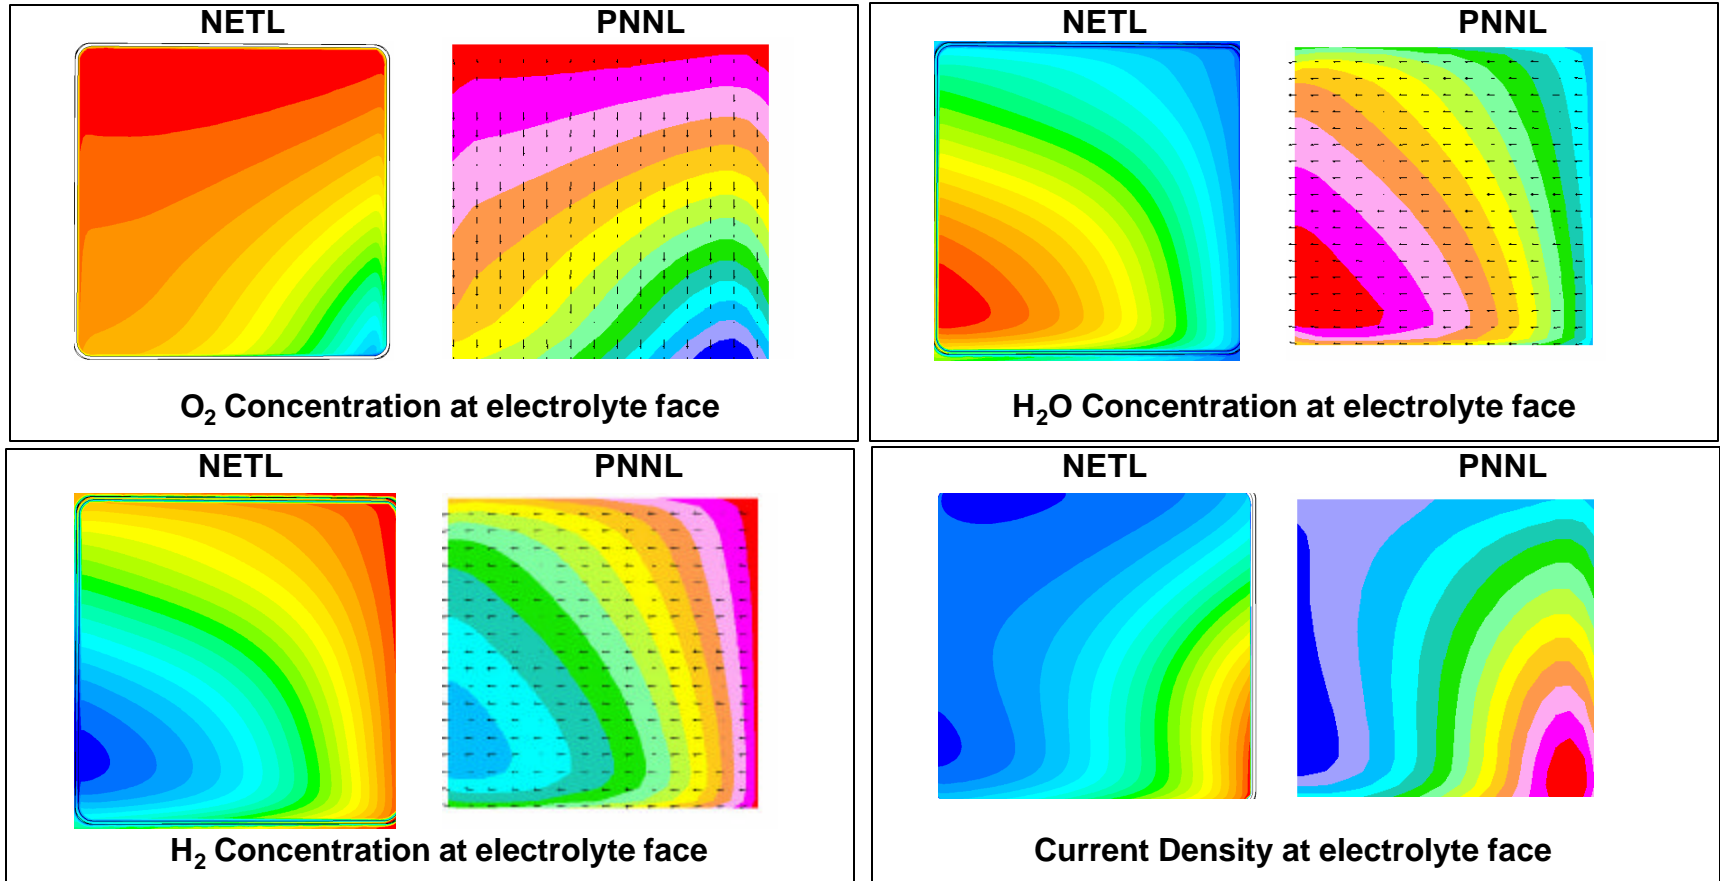 NETL PNNL
O₂ Concentration at electrolyte face
NETL PNNL
H₂O Concentration at electrolyte face
NETL PNNL
H₂ Concentration at electrolyte face
NETL PNNL
Current Density at electrolyte face